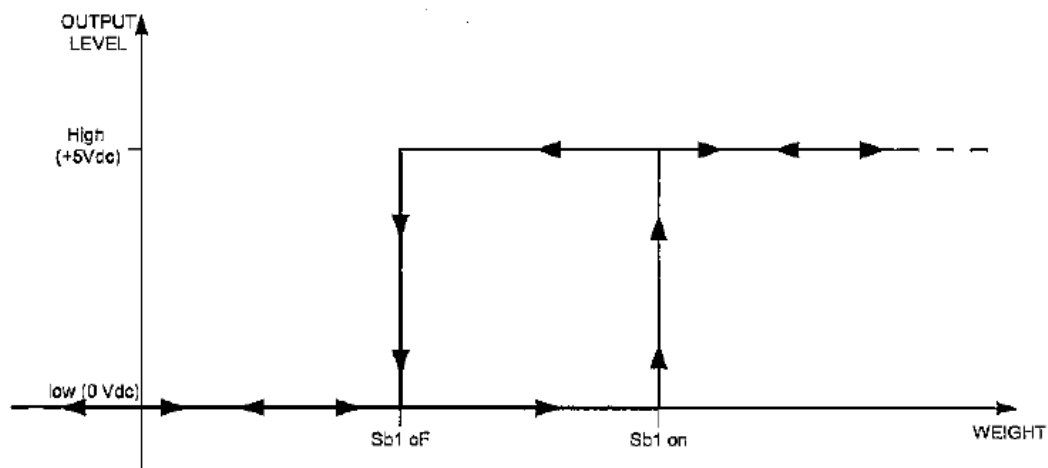 OUTPUT
LEVEL
High
(+5Vdc)
low (0 Vdc)
Sb1 oF
Sb1 on
WEIGHT